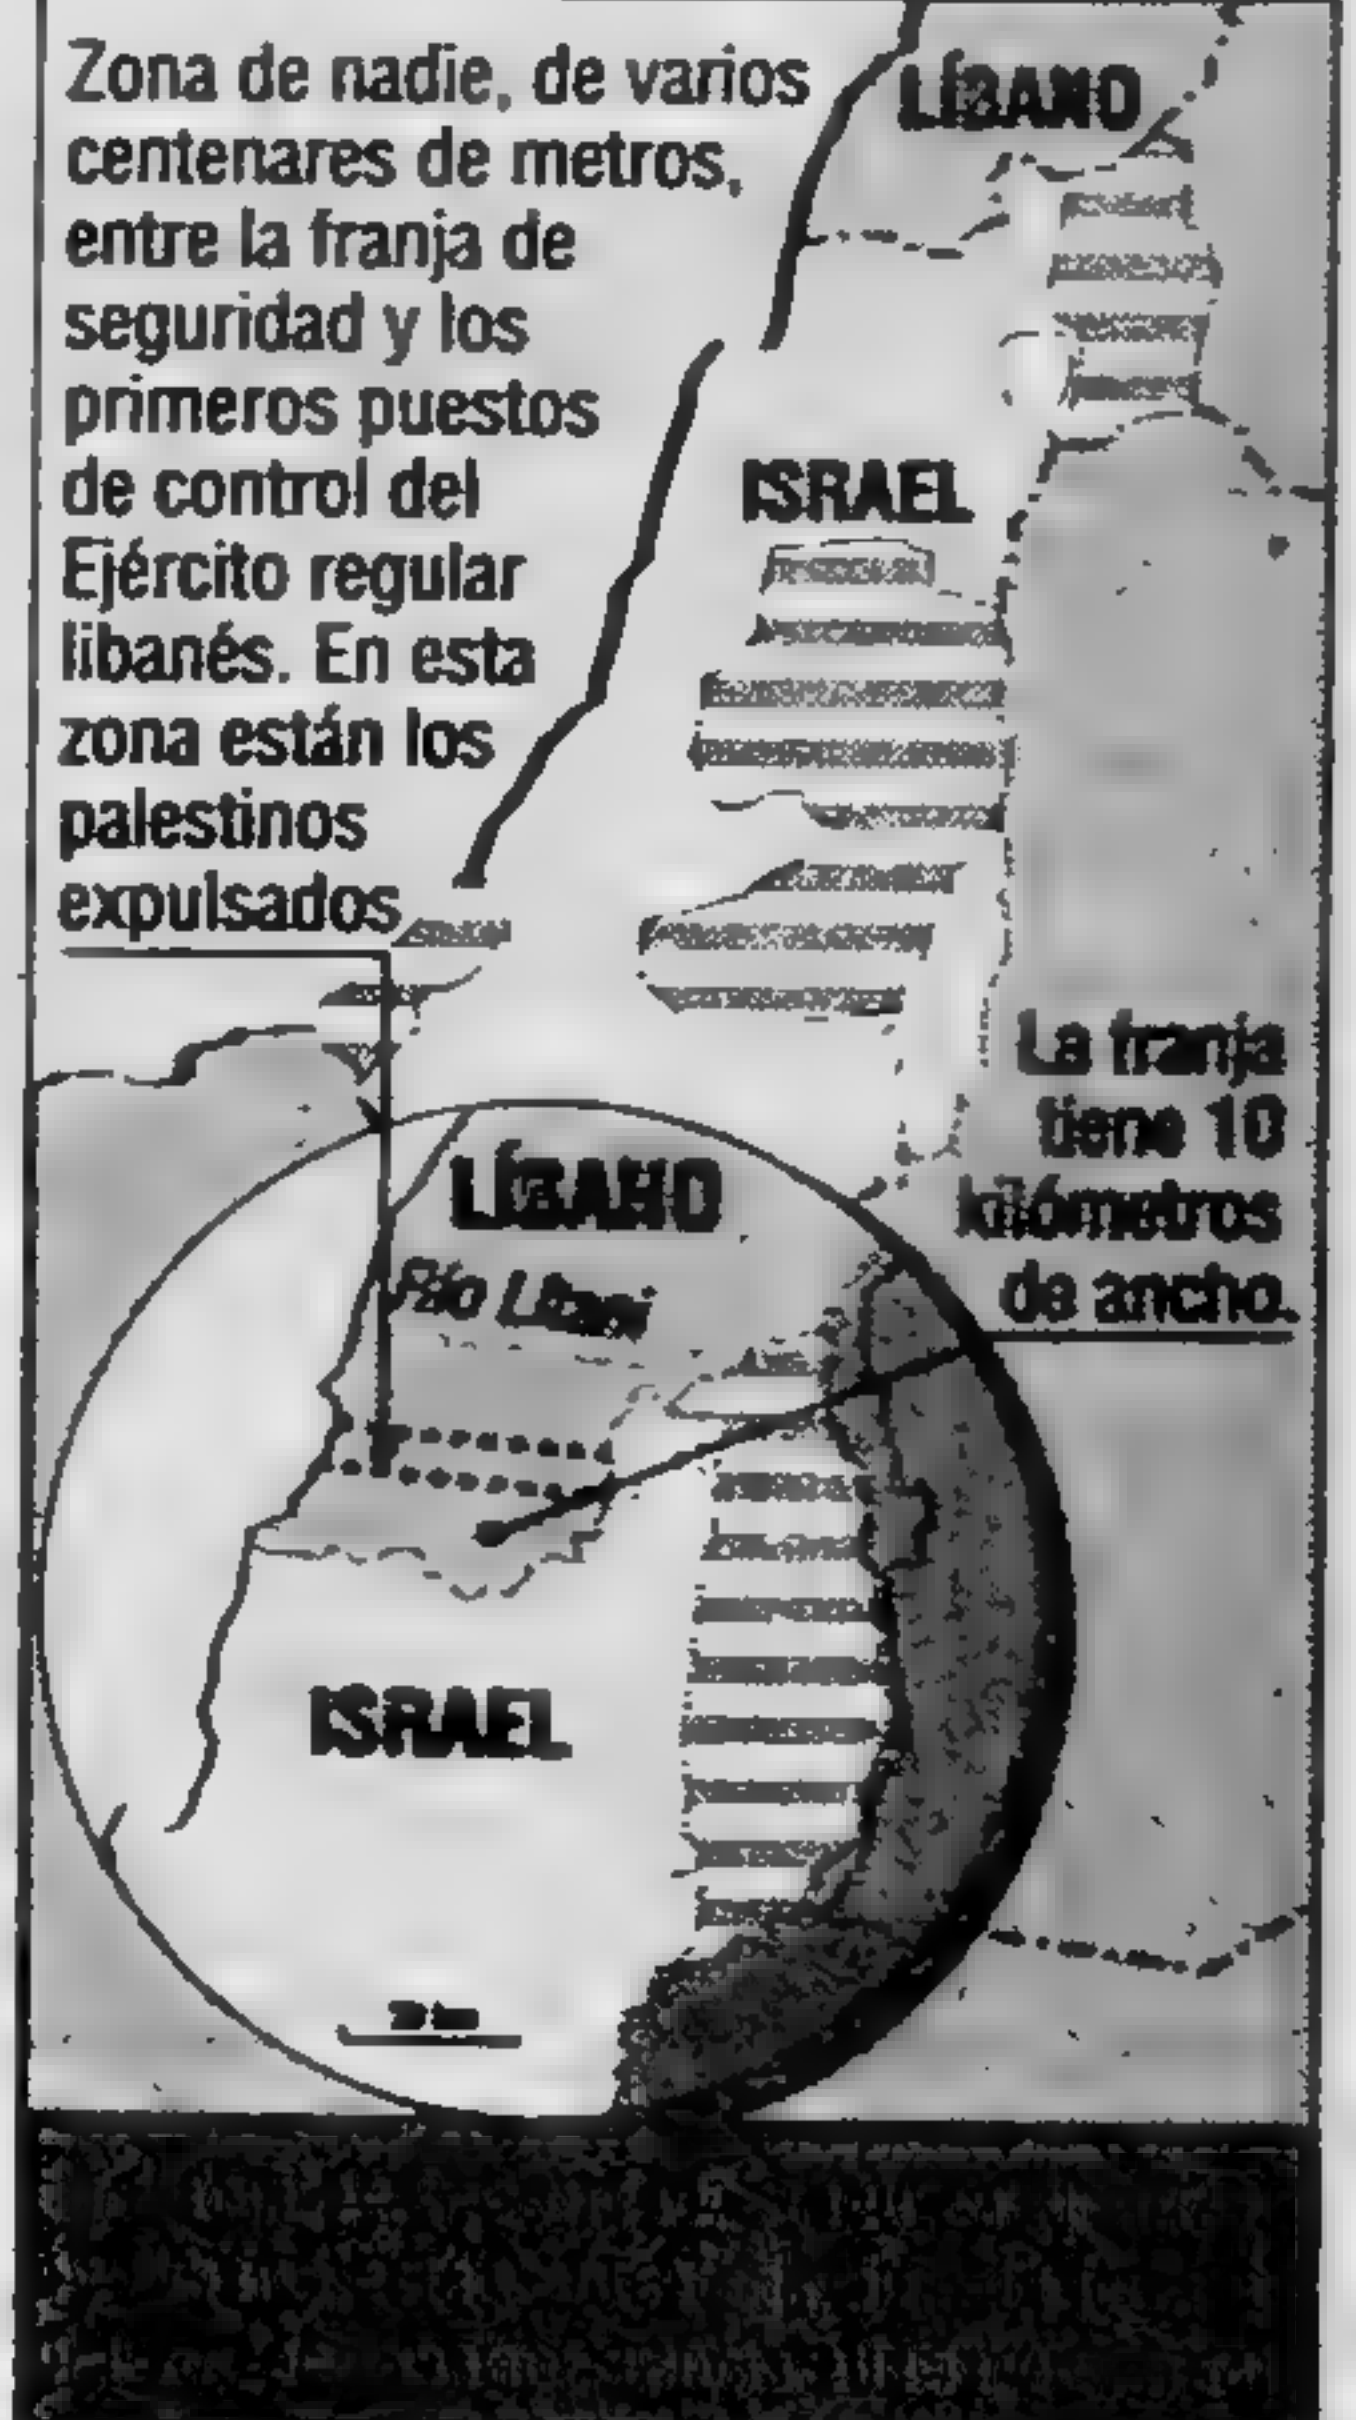 Zona de nadie, de varios
centenares de metros,
entre la franja de
seguridad y los
primeros puestos
de control del
Ejército regular
libanés. En esta
zona están los
palestinos
expulsados
LÍBANO
ISRAEL
La franja
tiene 10
kilómetros
de ancho.
LÍBANO
Río Litani
ISRAEL